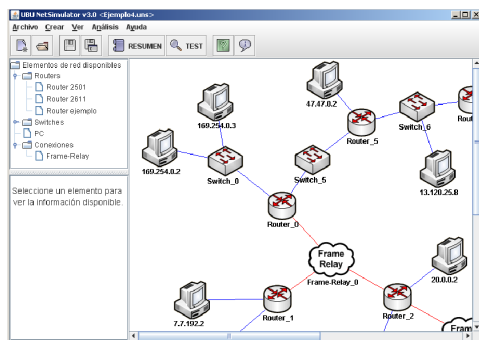 UBU NetSimulator v3.0 <Ejemplo4.uns>
Archivo Crear Ver Análisis Ayuda
RESUMEN TEST
Elementos de red disponibles
Routers
Router 2501
Router 2611
Router ejemplo
Switches
PC
Conexiones
Frame-Relay
Seleccione un elemento para
ver la información disponible.
47.47.0.2
169.254.0.3
Router_5
Switch_6
169.254.0.2
Switch_0
Switch_5
13.120.25.8
Router_0
Frame
Relay
Frame-Relay_0
20.0.0.2
7.7.192.2
Router_1
Router_2